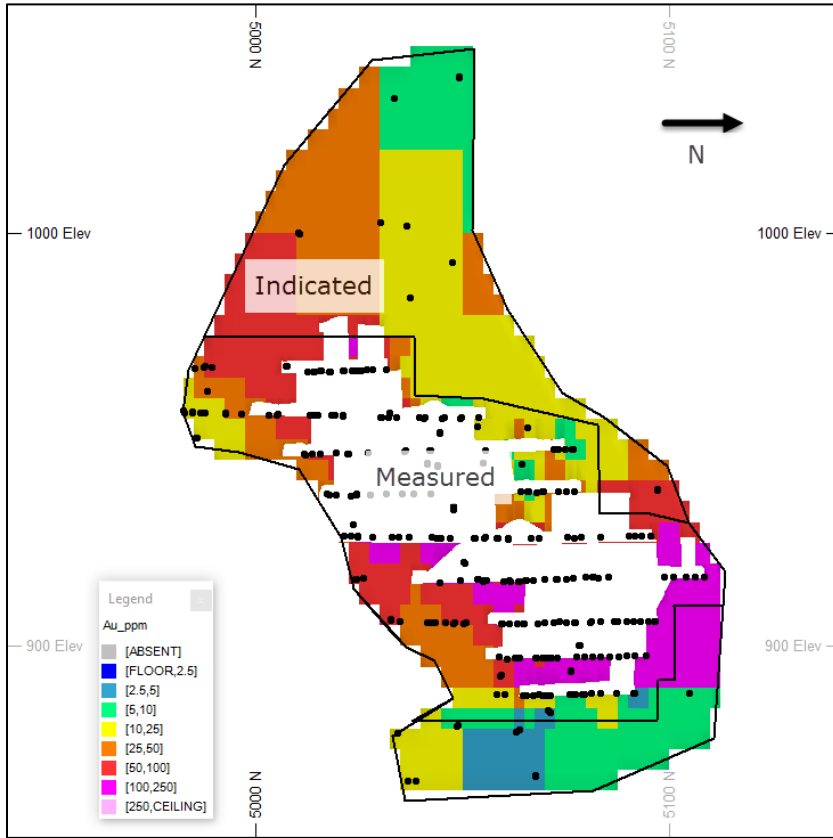 5000 N
5100 N
N
1000 Elev
1000 Elev
Indicated
Measured
Legend
Au_ppm
[ABSENT]
[FLOOR,2.5]
[2.5,5]
[5,10]
[10,25]
[25,50]
[50,100]
[100,250]
[250,CEILING]
900 Elev
900 Elev
5000 N
5100 N